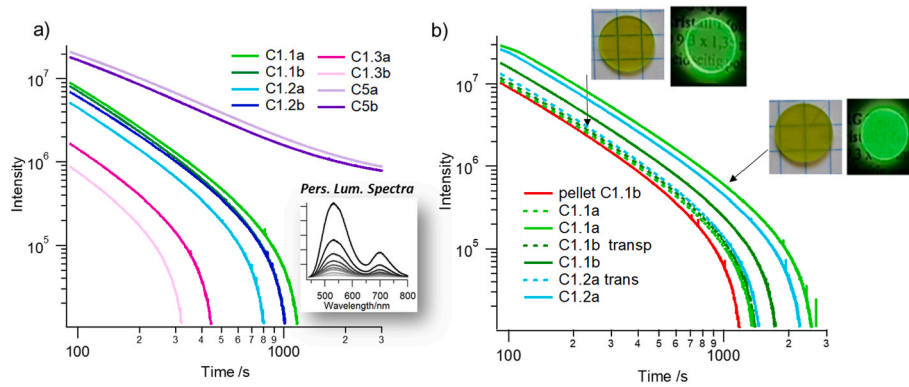 a)
Intensity
10⁷
10⁶
10⁵
C1.1a
C1.1b
C1.2a
C1.2b
C1.3a
C1.3b
C5a
C5b
Pers. Lum. Spectra
500 600 700 800
Wavelength/nm
100
2 3 4 5 6 7 8 9
1000
2 3
Time /s
b)
Intensity
10⁷
10⁶
10⁵
pellet C1.1b
C1.1a
C1.1a
C1.1b transp
C1.1b
C1.2a trans
C1.2a
100
2 3 4 5 6 7 8 9
1000
2 3
Time /s